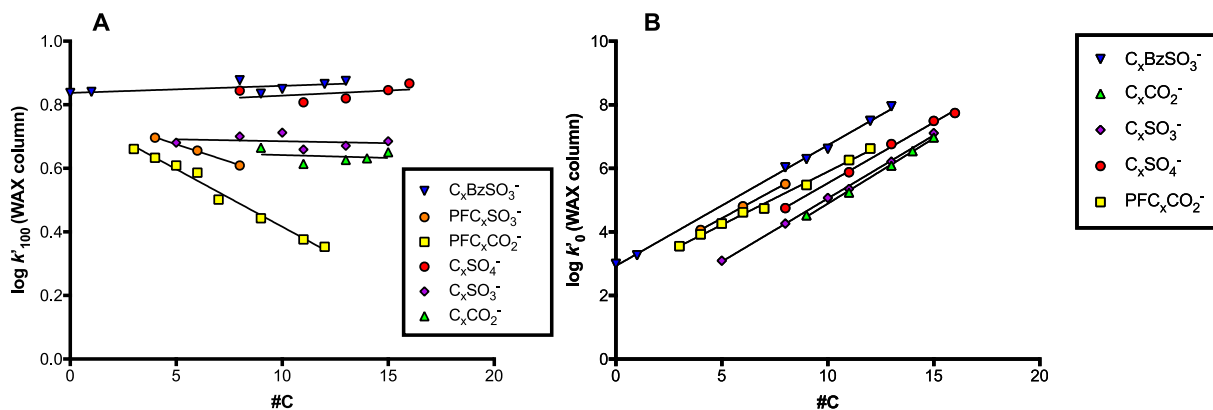 A
log k'100 (WAX column)
1.0
0.8
0.6
0.4
0.2
0.0
0
5
10
15
20
#C
CxBzSO3-
PFCxSO3-
PFCxCO2-
CxSO4-
CxSO3-
CxCO2-
B
log k'0 (WAX column)
10
8
6
4
2
0
5
10
15
20
#C
CxBzSO3-
CxCO2-
CxSO3-
CxSO4-
PFCxCO2-